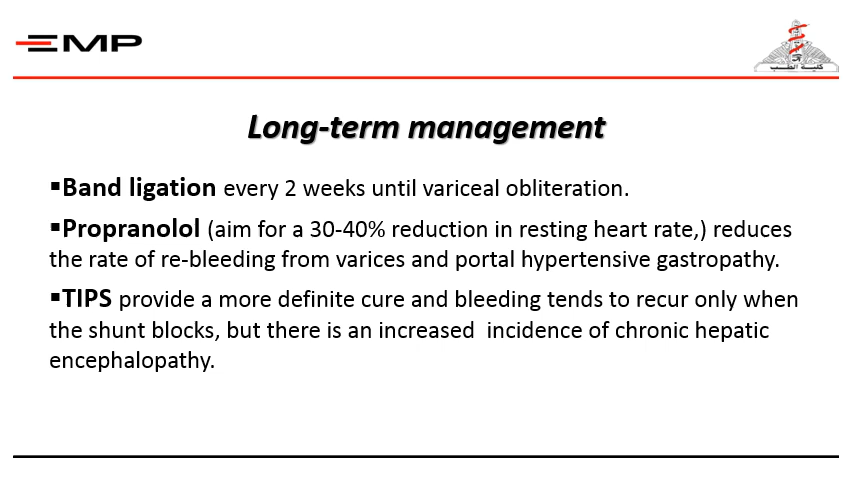 EMP
كلية الطب
Long-term management
▪Band ligation every 2 weeks until variceal obliteration.
▪Propranolol (aim for a 30-40% reduction in resting heart rate,) reduces
the rate of re-bleeding from varices and portal hypertensive gastropathy.
▪TIPS provide a more definite cure and bleeding tends to recur only when
the shunt blocks, but there is an increased  incidence of chronic hepatic
encephalopathy.